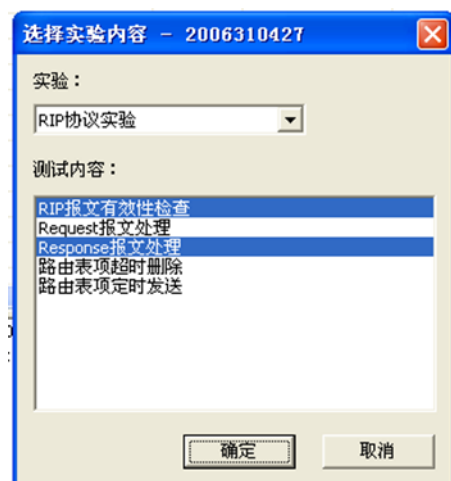 选择实验内容 - 2006310427
实验：
RIP协议实验
测试内容：
RIP报文有效性检查
Request报文处理
Response报文处理
路由表项超时删除
路由表项定时发送
确定
取消